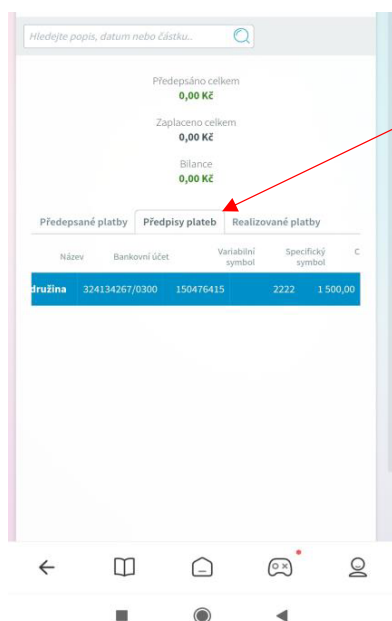 Hledejte popis, datum nebo částku..
Předepsáno celkem
0,00 Kč
Zaplaceno celkem
0,00 Kč
Bilance
0,00 Kč
Předepsané platby Předpisy plateb Realizované platby
Název Bankovní účet Variabilní symbol Specifický symbol C
družina 324134267/0300 150476415 2222 1 500,00